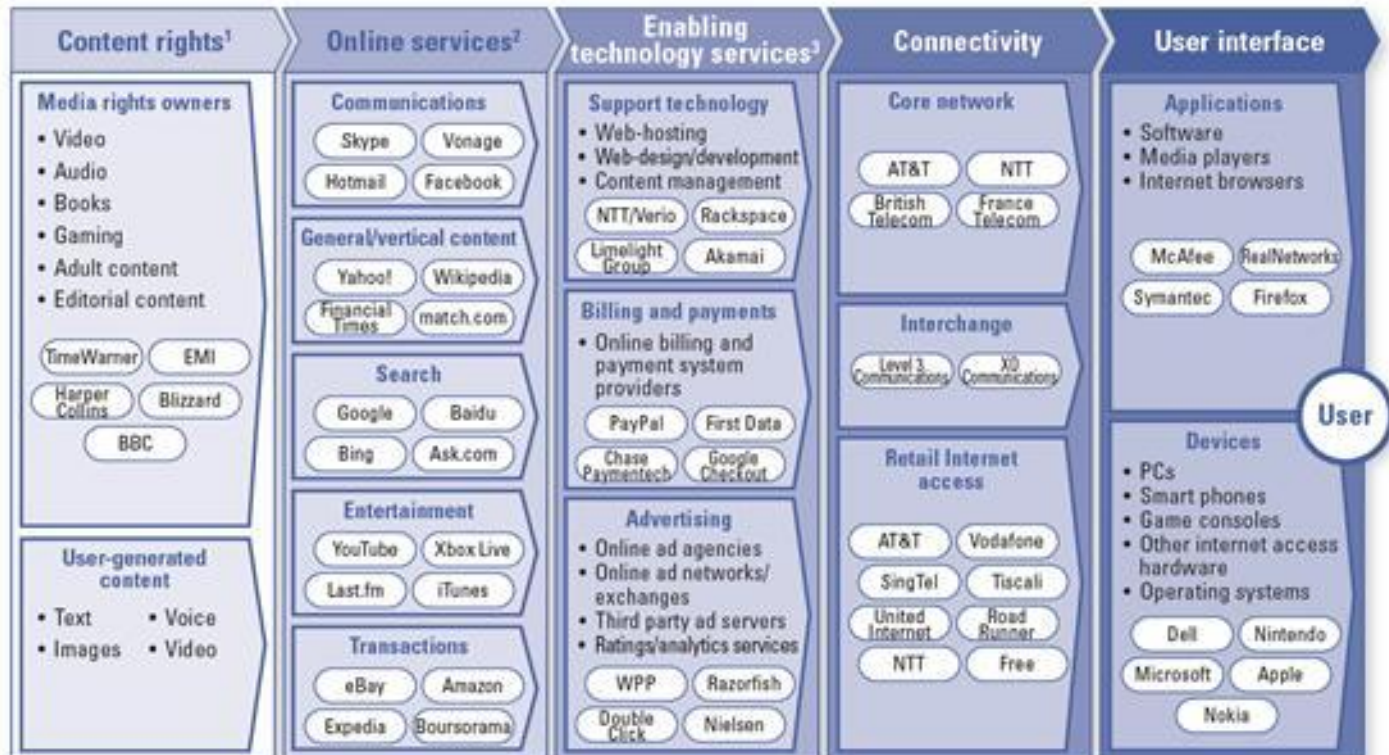 Content rights¹
Media rights owners
• Video
• Audio
• Books
• Gaming
• Adult content
• Editorial content
TimeWarner
EMI
Harper
Collins
Blizzard
BBC
User-generated
content
• Text
• Voice
• Images
• Video
Online services²
Communications
Skype
Vonage
Hotmail
Facebook
General/vertical content
Yahoo!
Wikipedia
Financial
Times
match.com
Search
Google
Baidu
Bing
Ask.com
Entertainment
YouTube
Xbox Live
Last.fm
iTunes
Transactions
eBay
Amazon
Expedia
Boursorama
Enabling
technology services³
Support technology
• Web-hosting
• Web-design/development
• Content management
NTT/Verio
Rackspace
Limelight
Group
Akamai
Billing and payments
• Online billing and
payment system
providers
PayPal
First Data
Chase
Paymentech
Google
Checkout
Advertising
• Online ad agencies
• Online ad networks/
exchanges
• Third party ad servers
• Ratings/analytics services
WPP
Razorfish
Double
Click
Nielsen
Connectivity
Core network
AT&T
NTT
British
Telecom
France
Telecom
Interchange
Level 3
Communications
XO
Communications
Retail Internet
access
AT&T
Vodafone
SingTel
Tiscali
United
Internet
Road
Runner
NTT
Free
User interface
Applications
• Software
• Media players
• Internet browsers
McAfee
RealNetworks
Symantec
Firefox
User
Devices
• PCs
• Smart phones
• Game consoles
• Other internet access
hardware
• Operating systems
Dell
Nintendo
Microsoft
Apple
Nokia